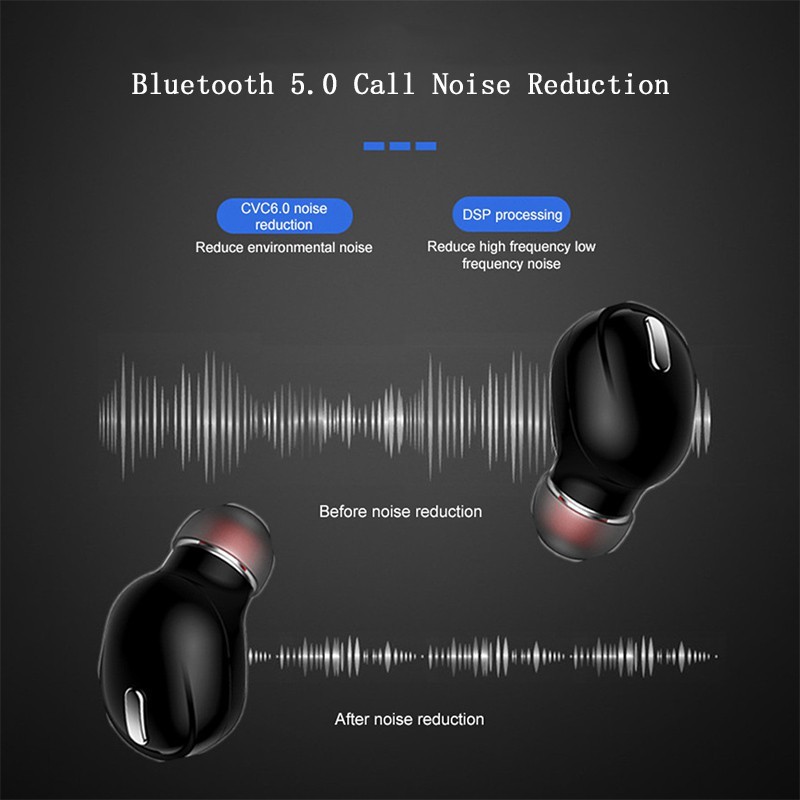 Bluetooth 5.0 Call Noise Reduction
CVC6.0 noise
reduction
Reduce environmental noise
DSP processing
Reduce high frequency low
frequency noise
Before noise reduction
After noise reduction